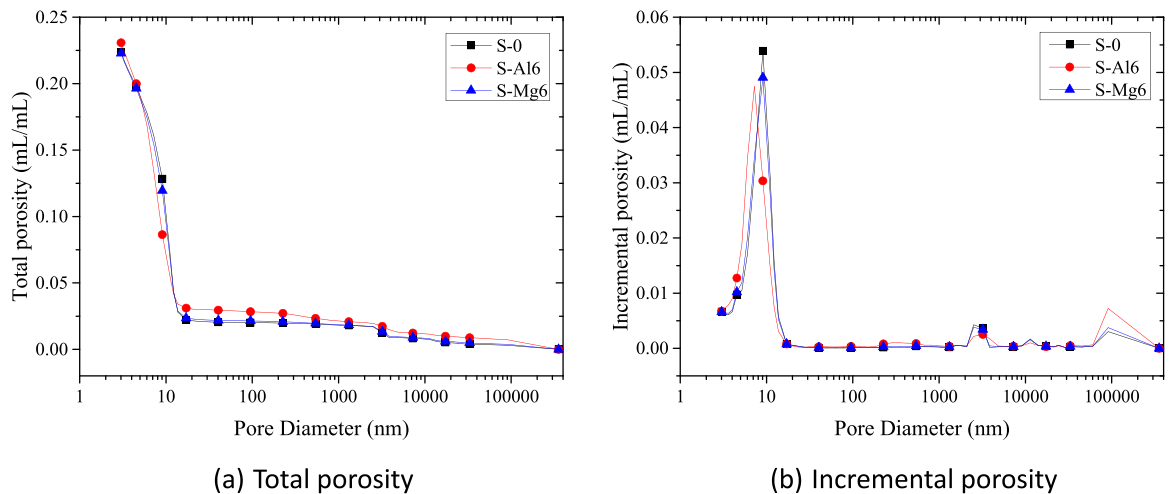 0.25
0.20
0.15
0.10
0.05
0.00
Total porosity (mL/mL)
S-0
S-Al6
S-Mg6
1 10 100 1000 10000 100000
Pore Diameter (nm)
(a) Total porosity
0.06
0.05
0.04
0.03
0.02
0.01
0.00
Incremental porosity (mL/mL)
S-0
S-Al6
S-Mg6
1 10 100 1000 10000 100000
Pore Diameter (nm)
(b) Incremental porosity